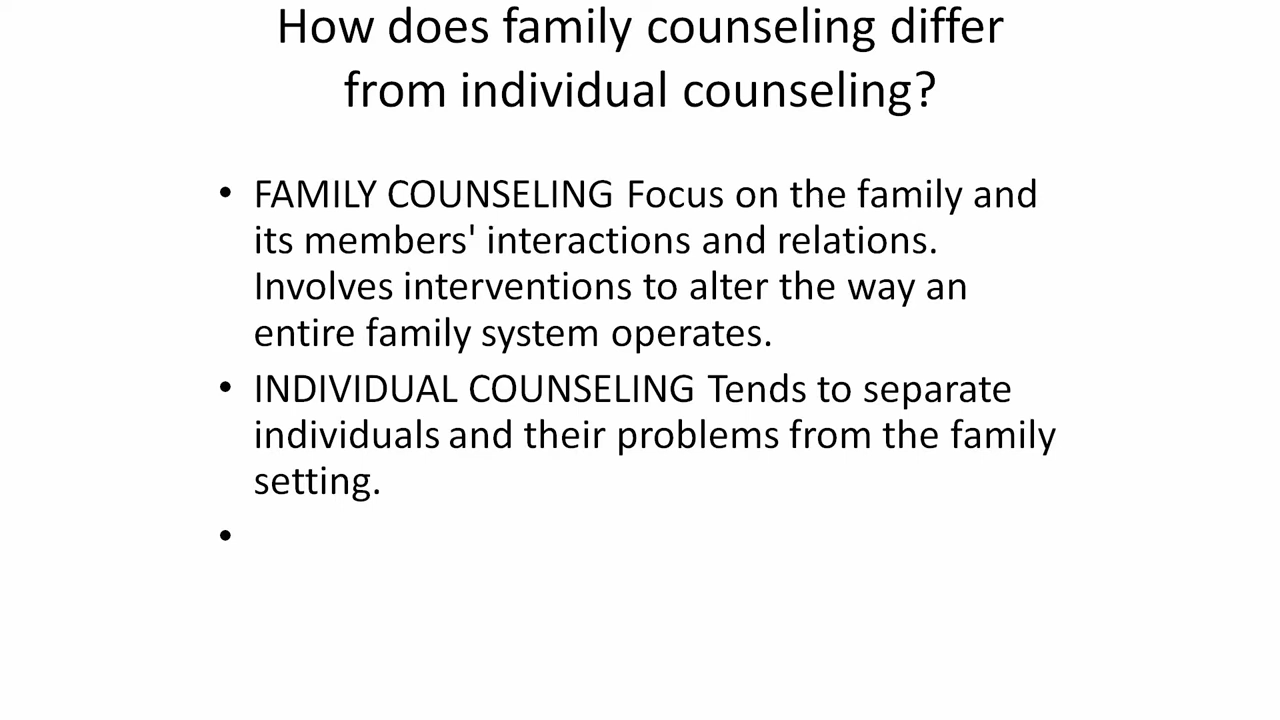 How does family counseling differ
from individual counseling?
• FAMILY COUNSELING Focus on the family and
its members' interactions and relations.
Involves interventions to alter the way an
entire family system operates.
• INDIVIDUAL COUNSELING Tends to separate
individuals and their problems from the family
setting.
•